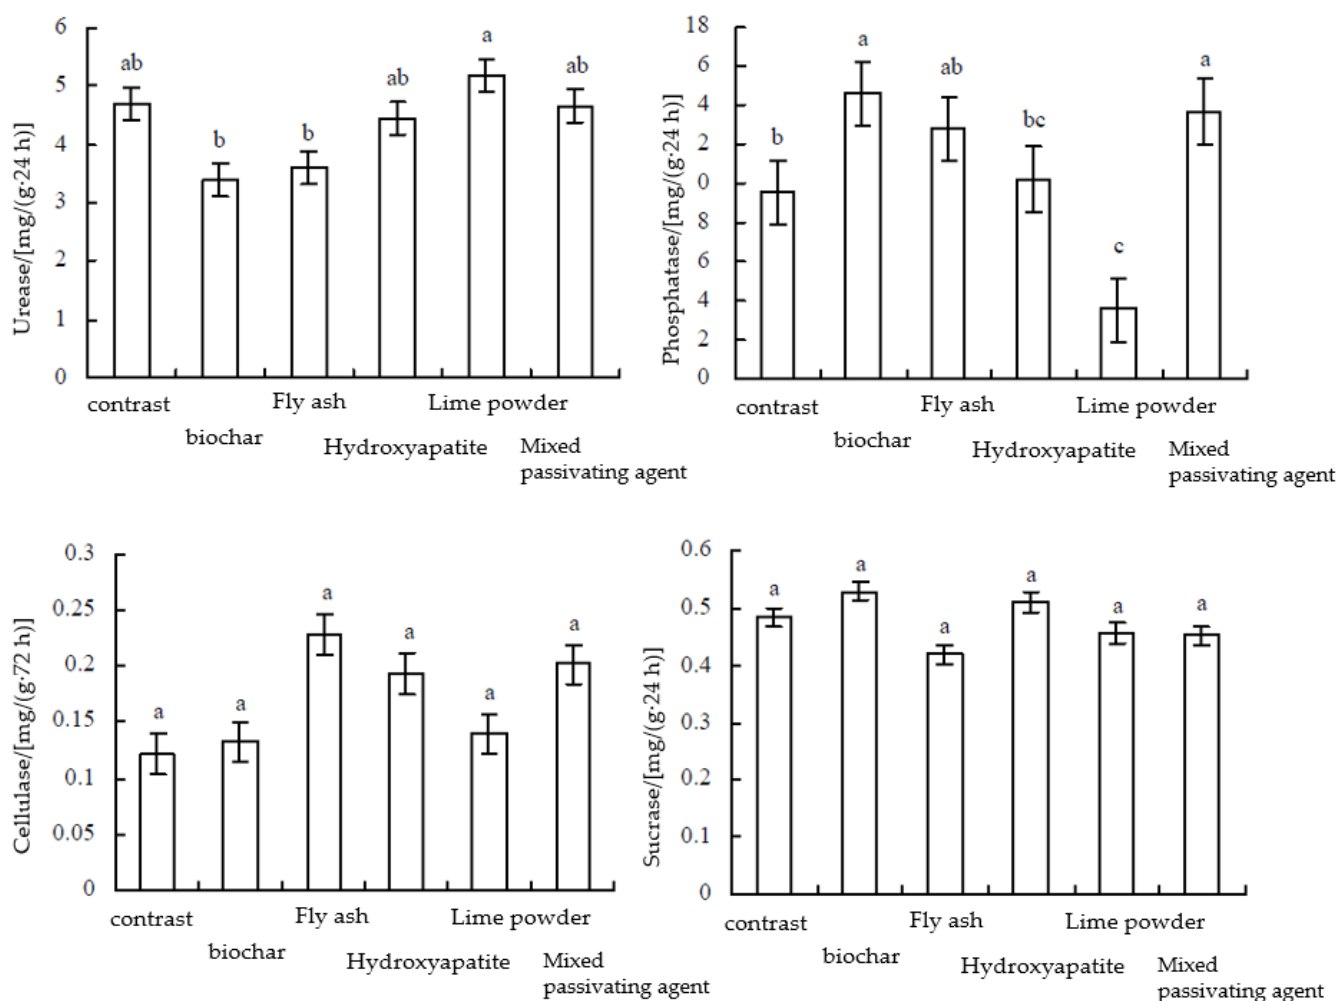 Urease/[mg/(g·24 h)]
6
5
4
3
2
1
0
ab
b
b
ab
a
ab
contrast
biochar
Fly ash
Hydroxyapatite
Lime powder
Mixed
passivating agent
Phosphatase/[mg/(g·24 h)]
18
6
4
2
0
8
6
4
2
0
b
a
ab
bc
c
a
contrast
biochar
Fly ash
Hydroxyapatite
Lime powder
Mixed
passivating agent
Cellulase/[mg/(g·72 h)]
0.3
0.25
0.2
0.15
0.1
0.05
0
a
a
a
a
a
a
contrast
biochar
Fly ash
Hydroxyapatite
Lime powder
Mixed
passivating agent
Sucrase/[mg/(g·24 h)]
0.6
0.5
0.4
0.3
0.2
0.1
0
a
a
a
a
a
a
contrast
biochar
Fly ash
Hydroxyapatite
Lime powder
Mixed
passivating agent